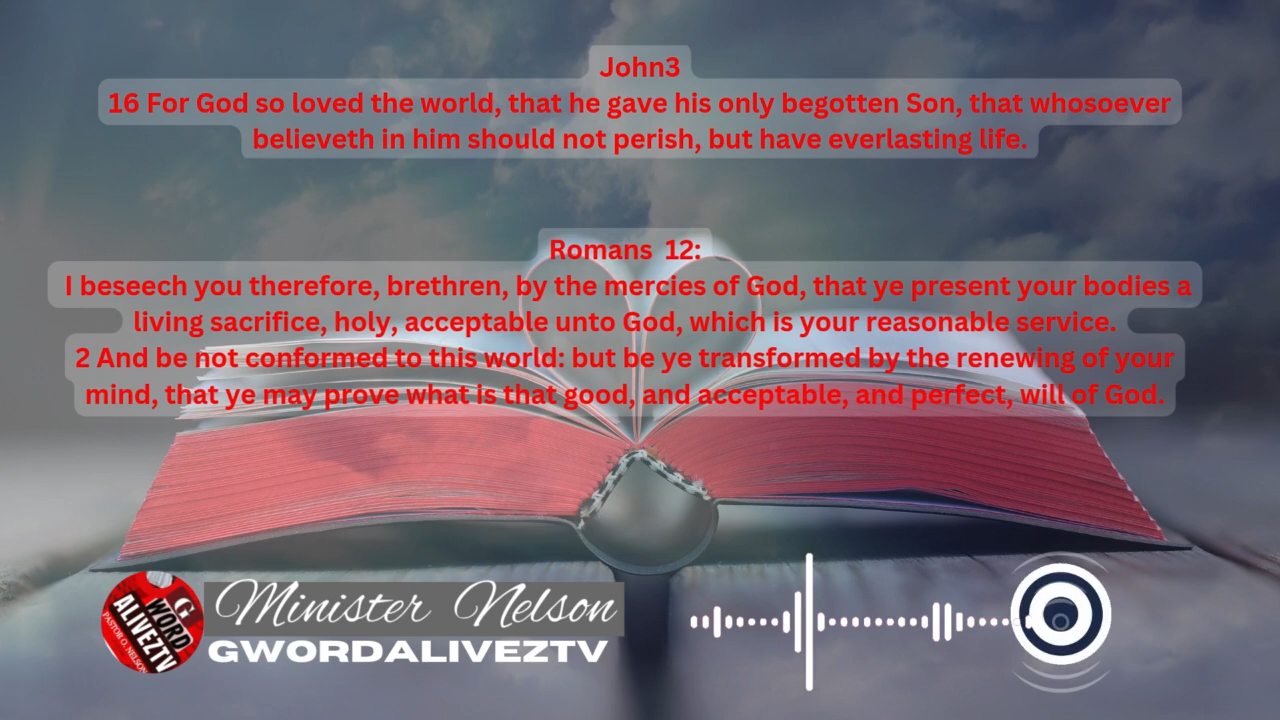 John3
16 For God so loved the world, that he gave his only begotten Son, that whosoever
believeth in him should not perish, but have everlasting life.
Romans 12:
I beseech you therefore, brethren, by the mercies of God, that ye present your bodies a
living sacrifice, holy, acceptable unto God, which is your reasonable service.
2 And be not conformed to this world: but be ye transformed by the renewing of your
mind, that ye may prove what is that good, and acceptable, and perfect, will of God.
G
WORD
ALIVEZTV
PASTOR O. NELSON
Minister Nelson
GWORDALIVEZTV